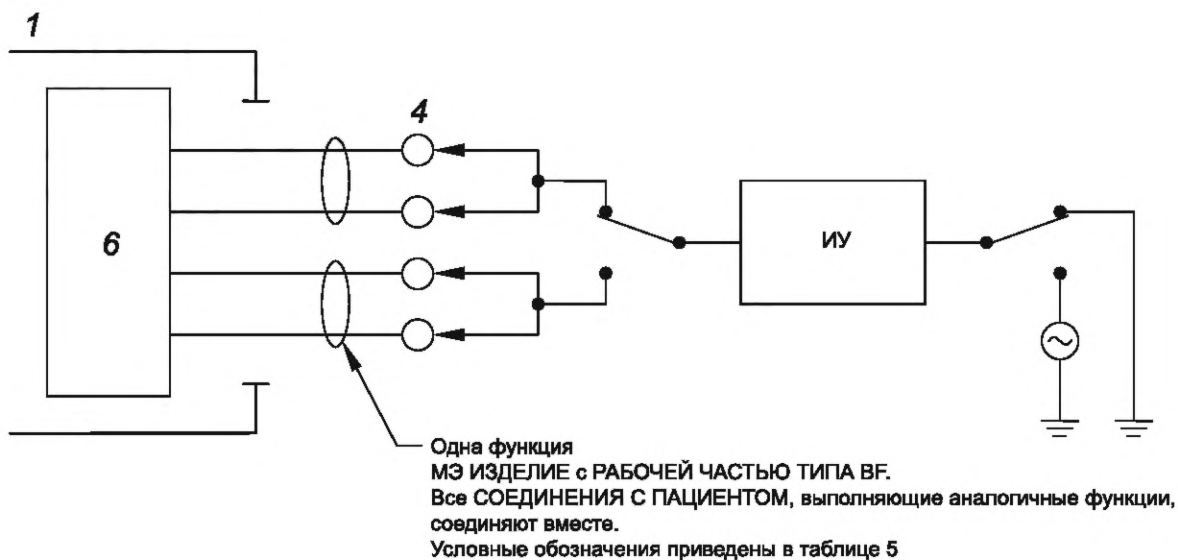 1
4
6
ИУ
Одна функция
МЭ ИЗДЕЛИЕ с РАБОЧЕЙ ЧАСТЬЮ ТИПА BF.
Все СОЕДИНЕНИЯ С ПАЦИЕНТОМ, выполняющие аналогичные функции,
соединяют вместе.
Условные обозначения приведены в таблице 5